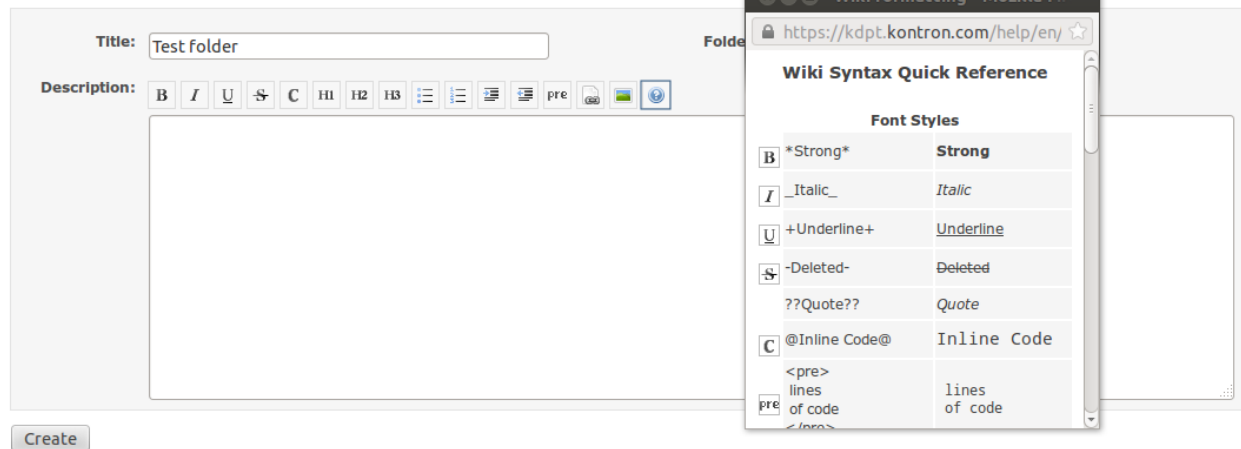 Title: Test folder
Description: B I U S C H1 H2 H3 pre
Create
https://kdpt.kontron.com/help/en/
Wiki Syntax Quick Reference
Font Styles
B *Strong* Strong
I _Italic_ Italic
U +Underline+ Underline
S -Deleted- Deleted
??Quote?? Quote
C @Inline Code@ Inline Code
<pre>
lines lines
pre of code of code
</pre>